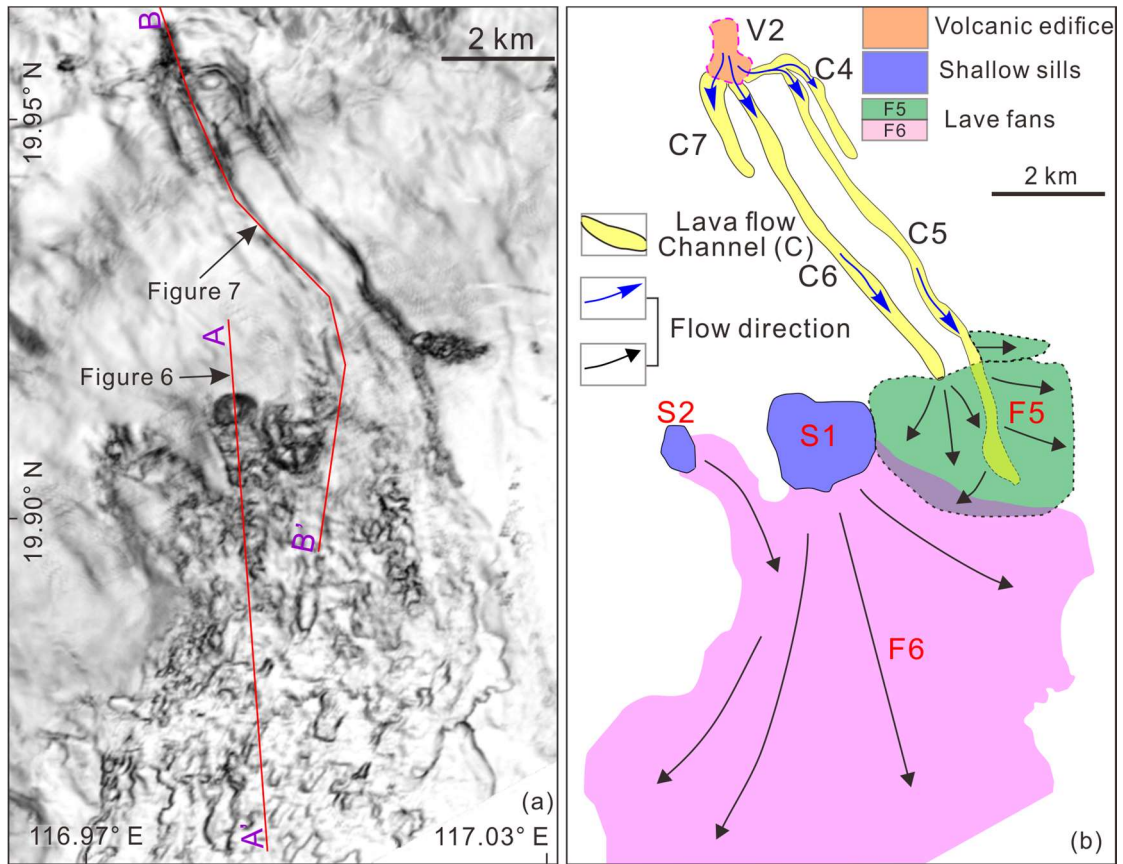 B
2 km
19.95° N
Figure 7
A
Figure 6
19.90° N
B'
116.97° E
A'
117.03° E
(a)
V2
Volcanic edifice
C4
Shallow sills
F5
F6
Lave fans
C7
2 km
Lava flow
Channel (C)
C5
C6
Flow direction
S2
S1
F5
F6
(b)